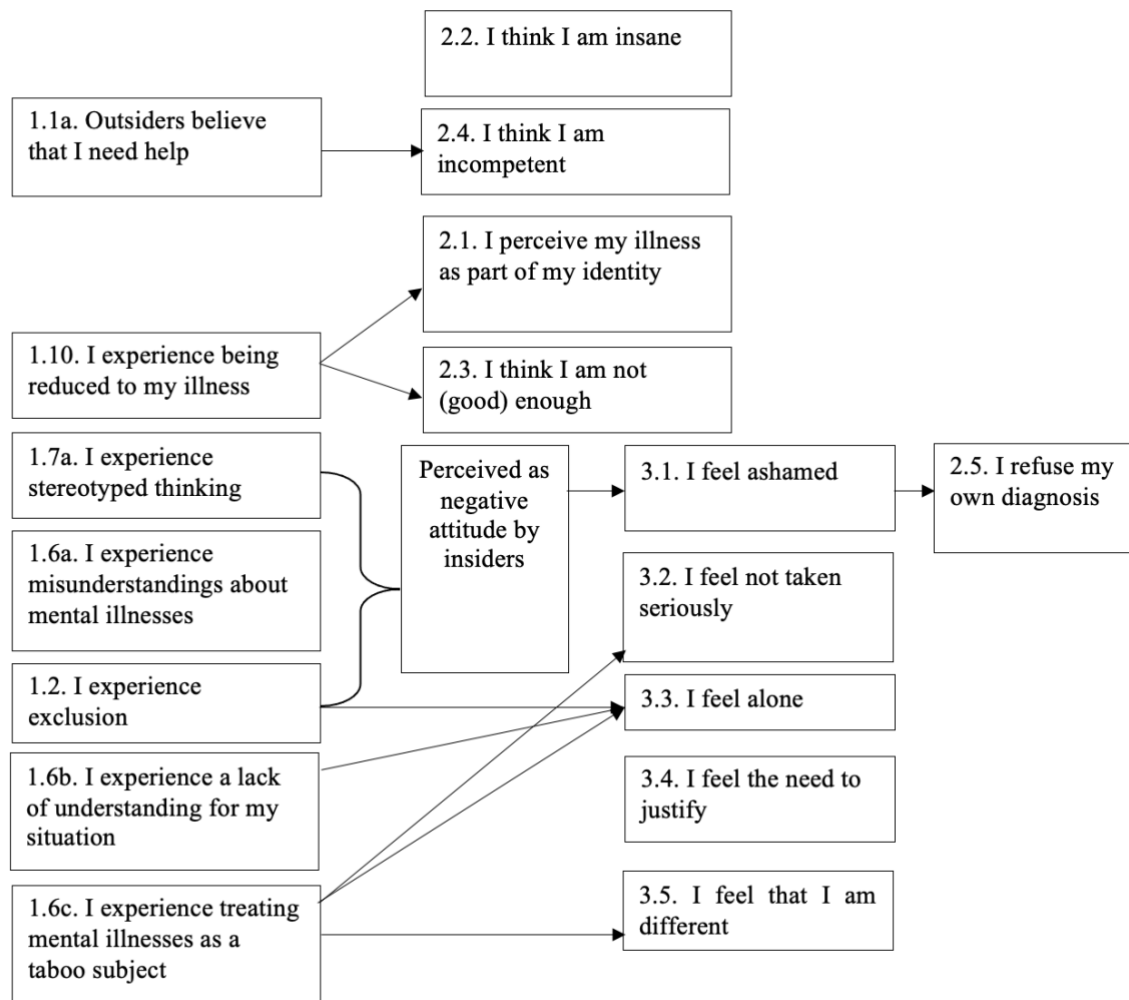 2.2. I think I am insane
1.1a. Outsiders believe
that I need help
2.4. I think I am
incompetent
2.1. I perceive my illness
as part of my identity
1.10. I experience being
reduced to my illness
2.3. I think I am not
(good) enough
1.7a. I experience
stereotyped thinking
1.6a. I experience
misunderstandings about
mental illnesses
1.2. I experience
exclusion
Perceived as
negative
attitude by
insiders
3.1. I feel ashamed
2.5. I refuse my
own diagnosis
3.2. I feel not taken
seriously
3.3. I feel alone
1.6b. I experience a lack
of understanding for my
situation
3.4. I feel the need to
justify
1.6c. I experience treating
mental illnesses as a
taboo subject
3.5. I feel that I am
different